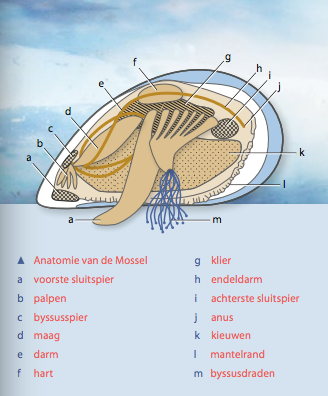 f
g
h
i
j
e
d
c
b
a
k
l
a
m
▲ Anatomie van de Mossel
a voorste sluitspier
b palpen
c byssusspier
d maag
e darm
f hart
g klier
h endeldarm
i achterste sluitspier
j anus
k kieuwen
l mantelrand
m byssusdraden